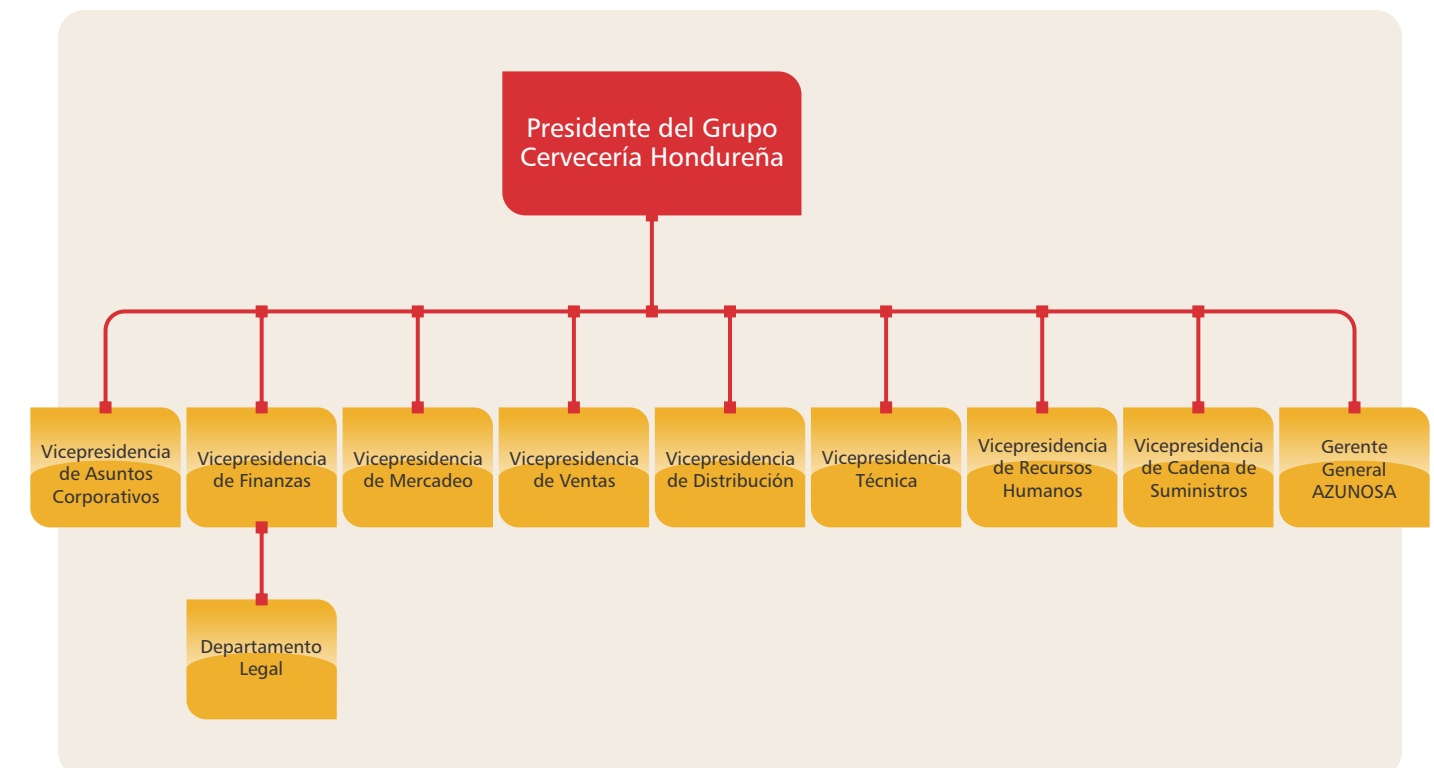 Presidente del Grupo
Cervecería Hondureña
Vicepresidencia
de Asuntos
Corporativos
Vicepresidencia
de Finanzas
Vicepresidencia
de Mercadeo
Vicepresidencia
de Ventas
Vicepresidencia
de Distribución
Vicepresidencia
Técnica
Vicepresidencia
de Recursos
Humanos
Vicepresidencia
de Cadena de
Suministros
Gerente
General
AZUNOSA
Departamento
Legal